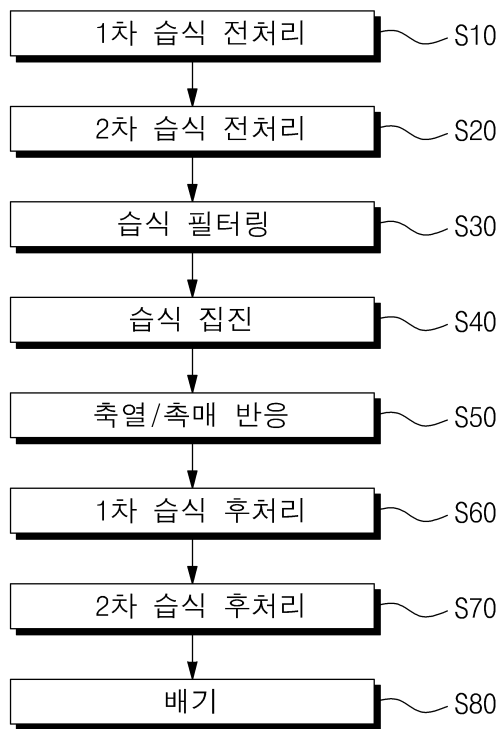 1차 습식 전처리 S10
2차 습식 전처리 S20
습식 필터링 S30
습식 집진 S40
축열/촉매 반응 S50
1차 습식 후처리 S60
2차 습식 후처리 S70
배기 S80